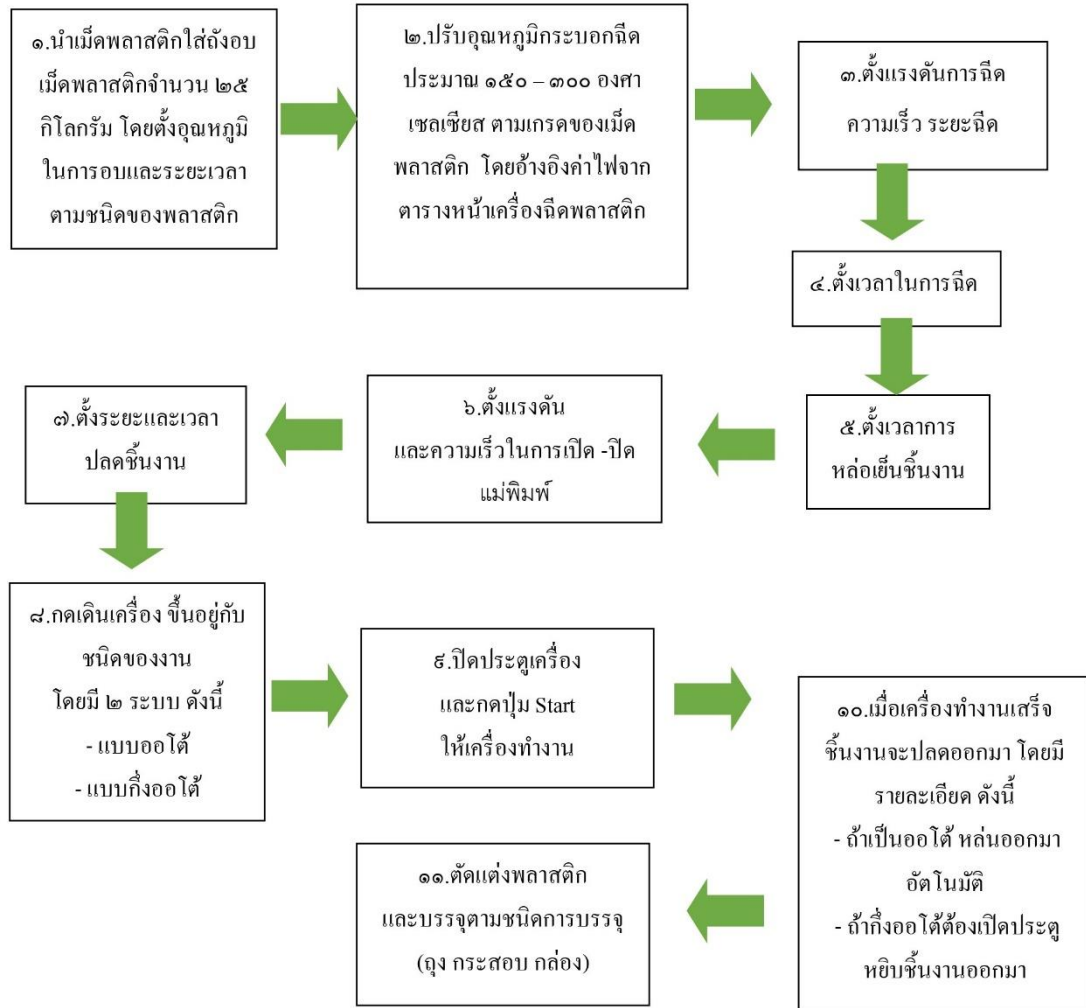 ๑.นำเม็ดพลาสติกใส่ถังอบ
เม็ดพลาสติกจำนวน ๒๕
กิโลกรัม โดยตั้งอุณหภูมิ
ในการอบและระยะเวลา
ตามชนิดของพลาสติก
๒.ปรับอุณหภูมิกระบอกฉีด
ประมาณ ๑๕๐ – ๓๐๐ องศา
เซลเซียส ตามเกรดของเม็ด
พลาสติก โดยอ้างอิงค่าไฟจาก
ตารางหน้าเครื่องฉีดพลาสติก
๓.ตั้งแรงดันการฉีด
ความเร็ว ระยะฉีด
๔.ตั้งเวลาในการฉีด
๕.ตั้งเวลาการ
หล่อเย็นชิ้นงาน
๖.ตั้งแรงดัน
และความเร็วในการเปิด -ปิด
แม่พิมพ์
๗.ตั้งระยะและเวลา
ปลดชิ้นงาน
๘.กดเดินเครื่อง ขึ้นอยู่กับ
ชนิดของงาน
โดยมี ๒ ระบบ ดังนี้
- แบบออโต้
- แบบกึ่งออโต้
๙.ปิดประตูเครื่อง
และกดปุ่ม Start
ให้เครื่องทำงาน
๑๐.เมื่อเครื่องทำงานเสร็จ
ชิ้นงานจะปลดออกมา โดยมี
รายละเอียด ดังนี้
- ถ้าเป็นออโต้ หล่นออกมา
อัตโนมัติ
- ถ้ากึ่งออโต้ต้องเปิดประตู
หยิบชิ้นงานออกมา
๑๑.ตัดแต่งพลาสติก
และบรรจุตามชนิดการบรรจุ
(ถุง กระสอบ กล่อง)